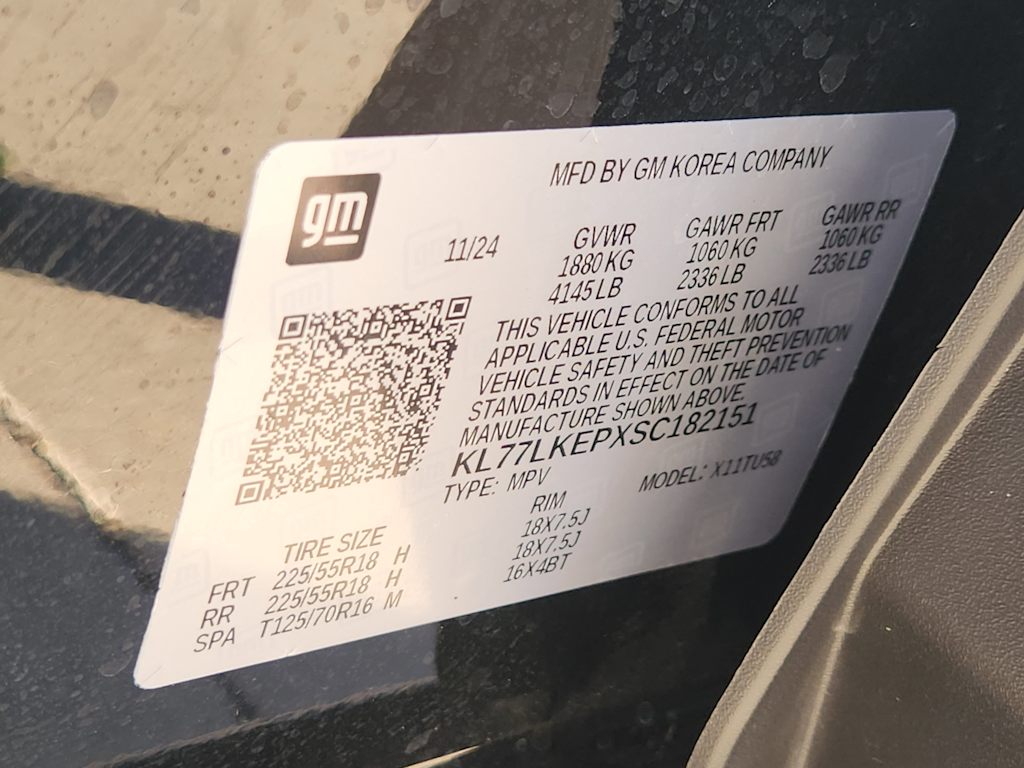 MFD BY GM KOREA COMPANY
gm
11/24
GVWR GAWR FRT GAWR RR
1880 KG 1060 KG 1060 KG
4145 LB 2336 LB 2336 LB
THIS VEHICLE CONFORMS TO ALL
APPLICABLE U.S. FEDERAL MOTOR
VEHICLE SAFETY AND THEFT PREVENTION
STANDARDS IN EFFECT ON THE DATE OF
MANUFACTURE SHOWN ABOVE.
KL77LKEPXSC182151
TYPE: MPV MODEL: X11TU58
TIRE SIZE RIM
FRT 225/55R18 H 18X7.5J
RR 225/55R18 H 18X7.5J
SPA T125/70R16 M 16X4BT